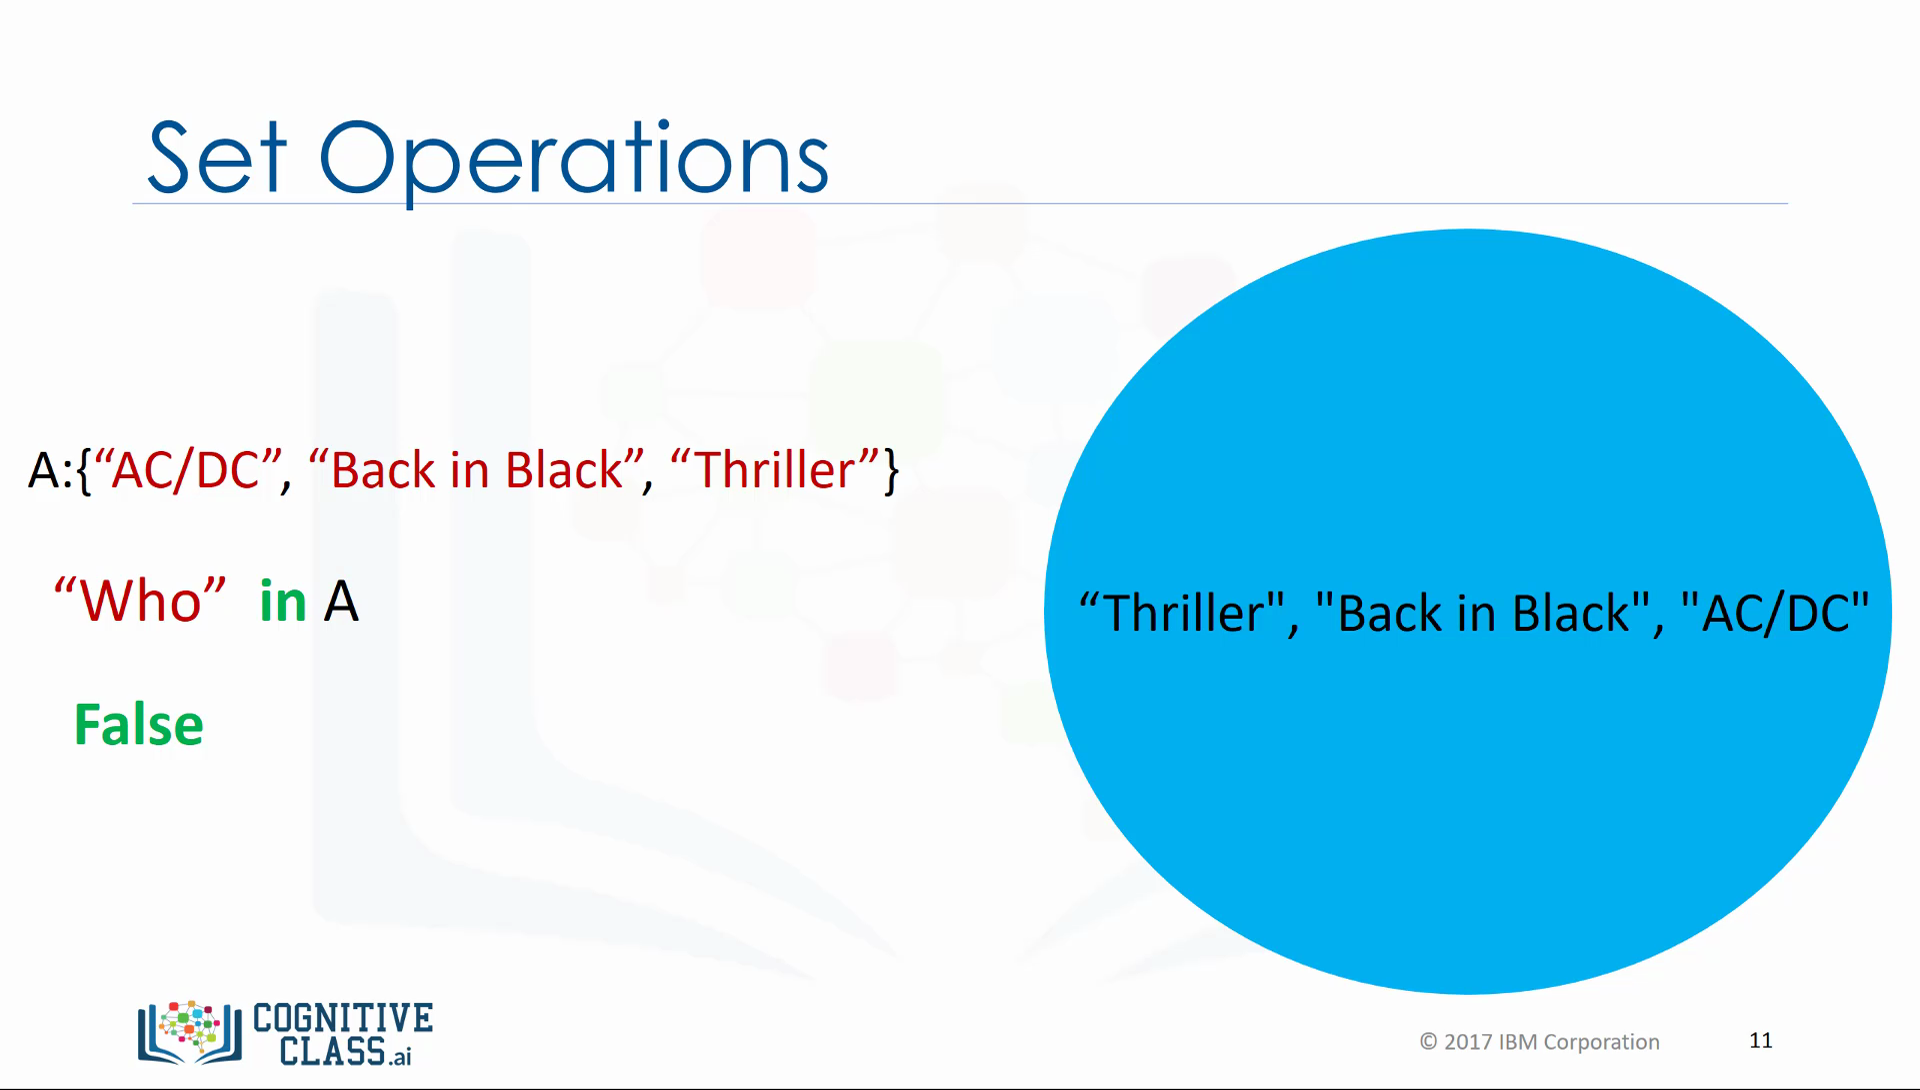 Set Operations
A:{“AC/DC”, “Back in Black”, “Thriller”}
“Who” in A
False
“Thriller", "Back in Black", "AC/DC"
COGNITIVE
CLASS.ai
© 2017 IBM Corporation
11